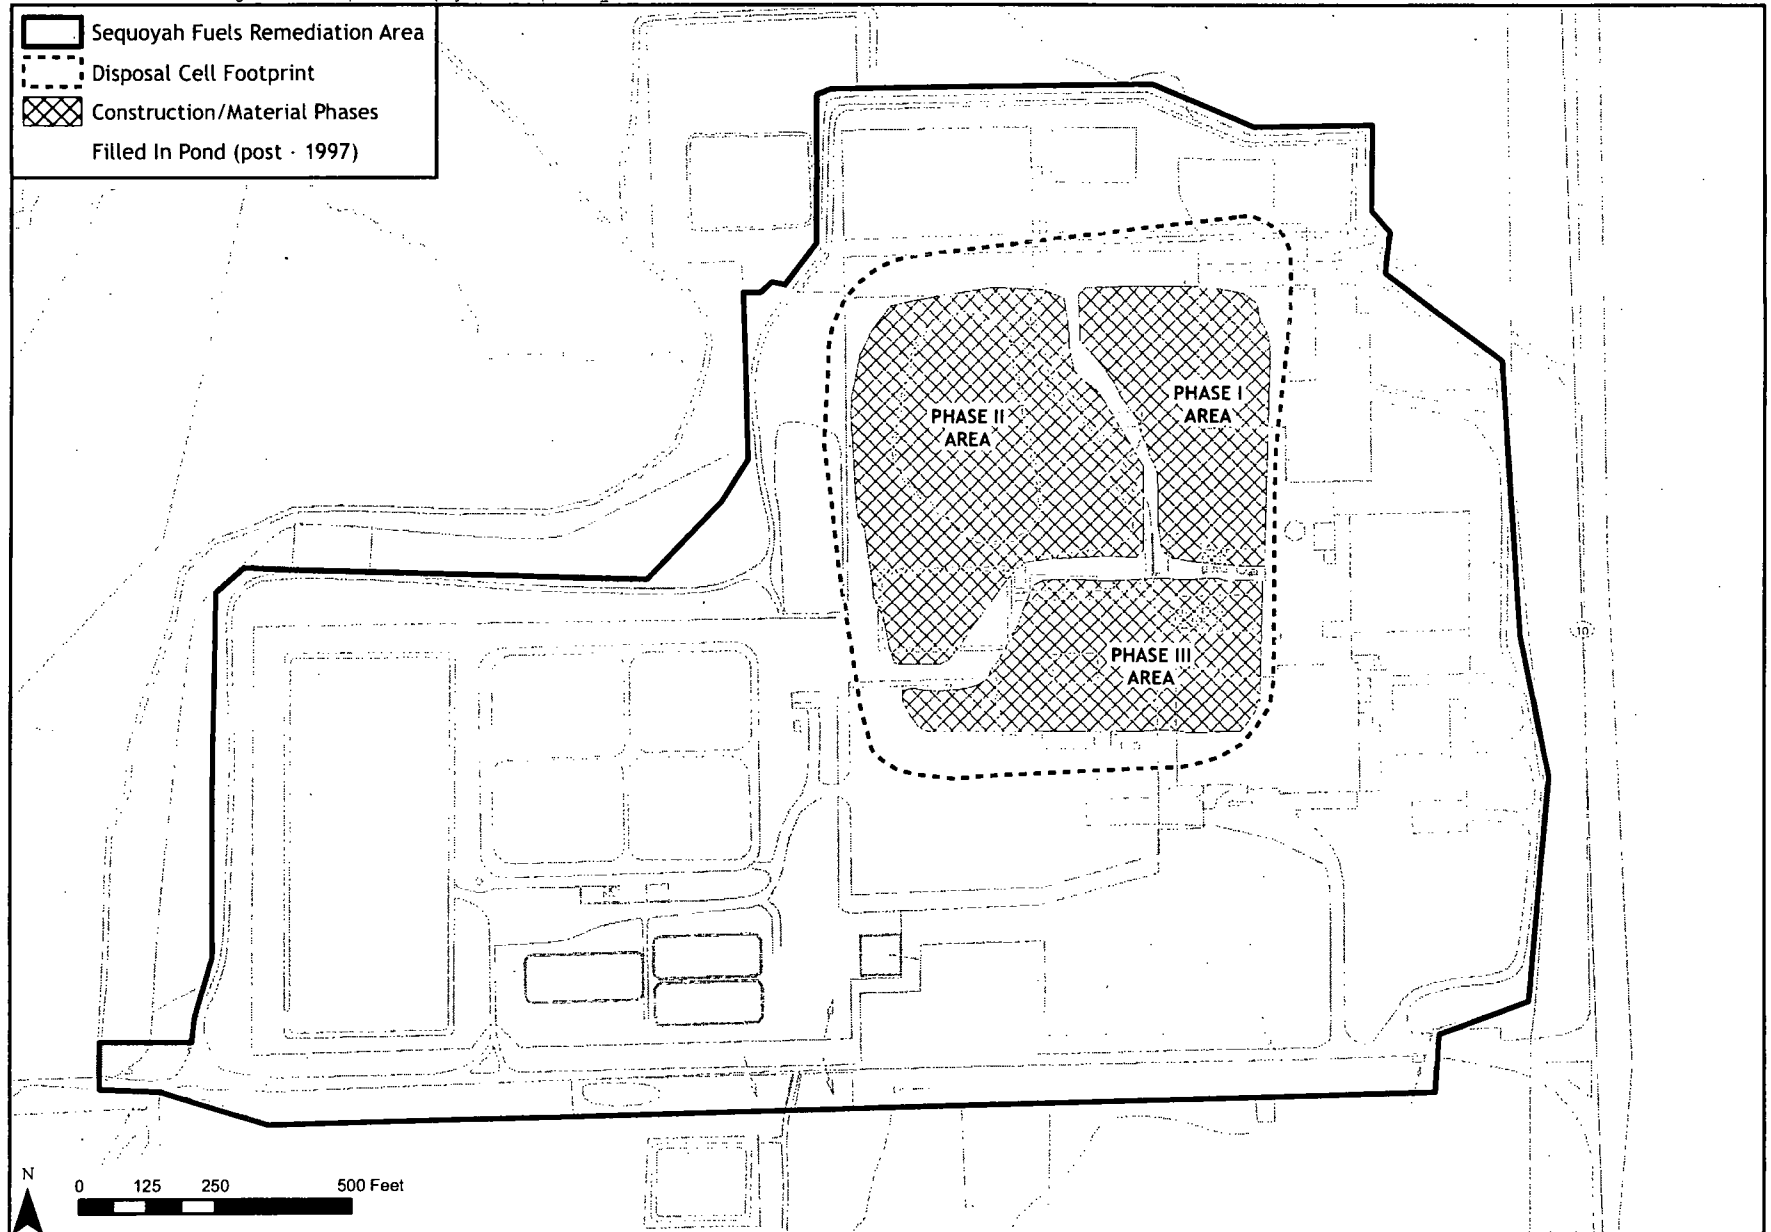 Sequoyah Fuels Remediation Area
Disposal Cell Footprint
Construction/Material Phases
Filled In Pond (post - 1997)
PHASE I
AREA
PHASE II
AREA
10
PHASE III
AREA
N
0 125 250 500 Feet